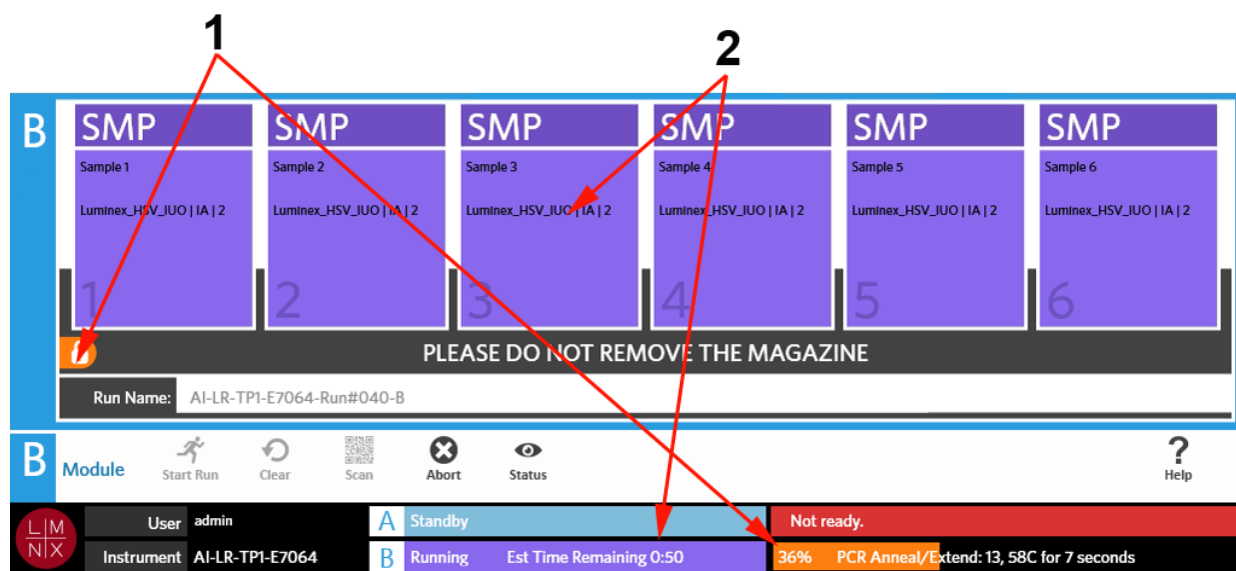 1
2
B
SMP SMP SMP SMP SMP SMP
Sample 1 Sample 2 Sample 3 Sample 4 Sample 5 Sample 6
Luminex_HSV_IUO | IA | 2 Luminex_HSV_IUO | IA | 2 Luminex_HSV_IUO | IA | 2 Luminex_HSV_IUO | IA | 2 Luminex_HSV_IUO | IA | 2 Luminex_HSV_IUO | IA | 2
1 2 3 4 5 6
PLEASE DO NOT REMOVE THE MAGAZINE
Run Name: AI-LR-TP1-E7064-Run#040-B
B Module Start Run Clear Scan Abort Status ? Help
LM
NX
User admin A Standby Not ready.
Instrument AI-LR-TP1-E7064 B Running Est Time Remaining 0:50 36% PCR Anneal/Extend: 13, 58C for 7 seconds